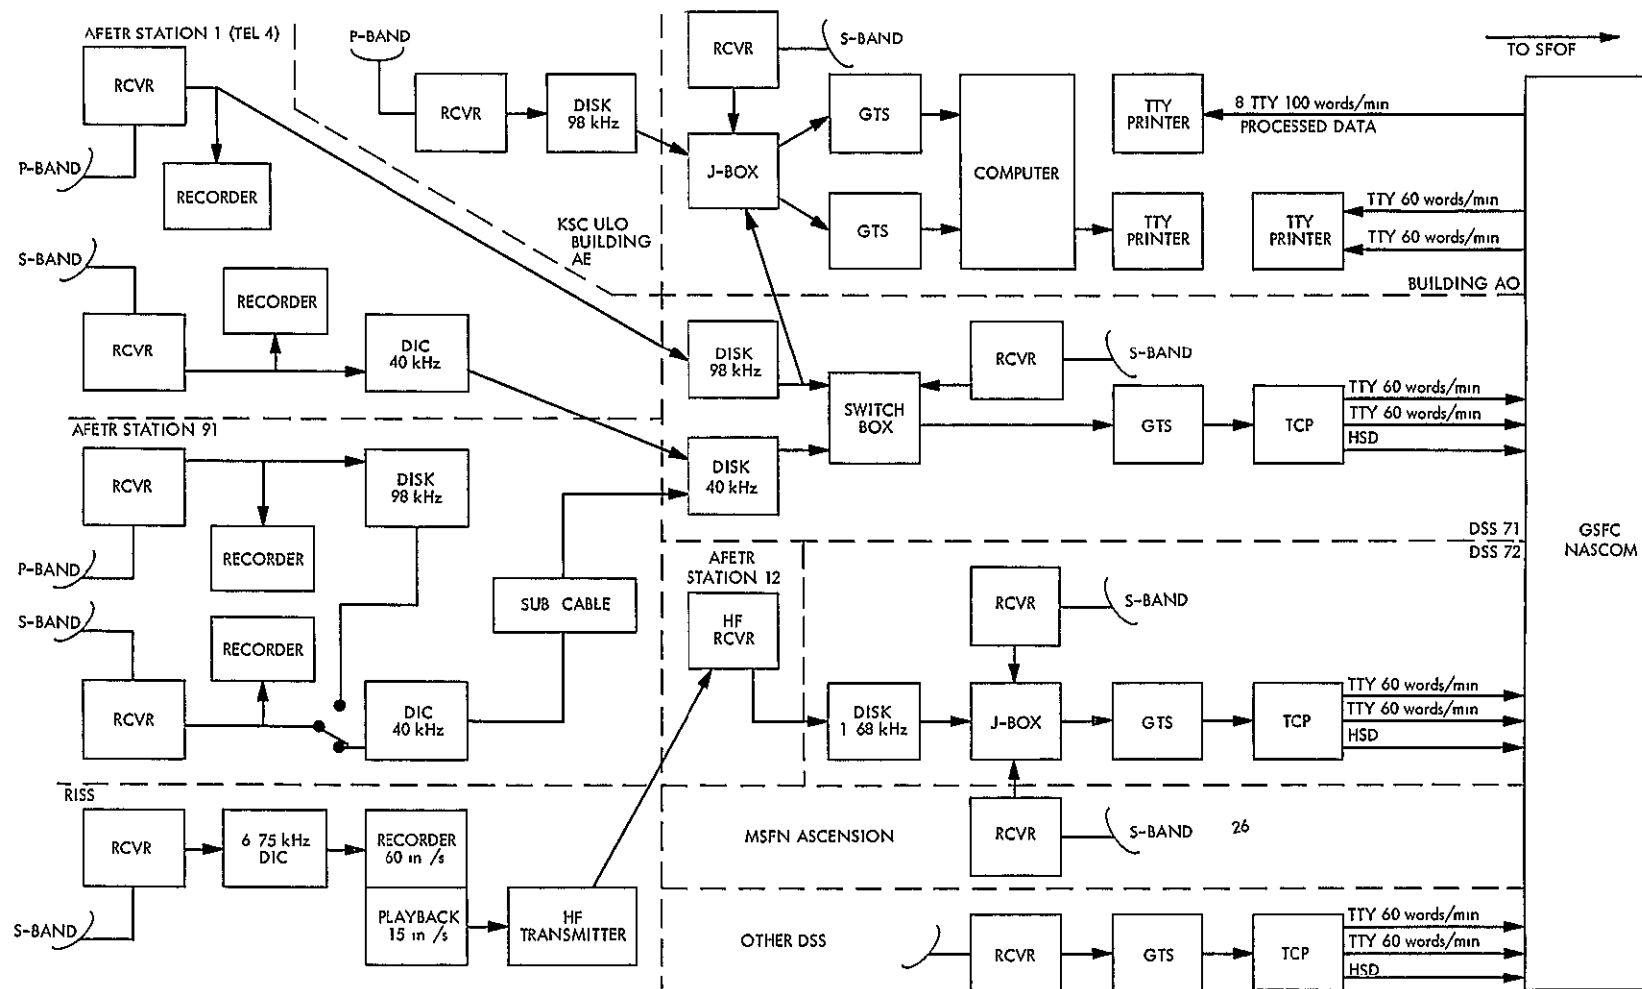 AFETR STATION 1 (TEL 4)
RCVR
P-BAND
RECORDER
S-BAND
RCVR
RECORDER
DIC
40 kHz
P-BAND
RCVR
DISK
98 kHz
KSC ULO
BUILDING
AE
RCVR
S-BAND
J-BOX
GTS
GTS
COMPUTER
TTY
PRINTER
TTY
PRINTER
TTY
PRINTER
8 TTY 100 words/min
PROCESSED DATA
TTY 60 words/min
TTY 60 words/min
BUILDING AO
TO SFOF
GSFC
NASCOM
DISK
98 kHz
DISK
40 kHz
SWITCH
BOX
RCVR
S-BAND
GTS
TCP
TTY 60 words/min
TTY 60 words/min
HSD
DSS 71
AFETR STATION 91
RCVR
P-BAND
RECORDER
DISK
98 kHz
S-BAND
RCVR
RECORDER
DIC
40 kHz
SUB CABLE
AFETR
STATION 12
HF
RCVR
DSS 72
DISK
1 68 kHz
RCVR
S-BAND
J-BOX
GTS
TCP
TTY 60 words/min
TTY 60 words/min
HSD
RISS
RCVR
S-BAND
6 75 kHz
DIC
RECORDER
60 in /s
PLAYBACK
15 in /s
HF
TRANSMITTER
MSFN ASCENSION
RCVR
S-BAND
26
OTHER DSS
RCVR
GTS
TCP
TTY 60 words/min
TTY 60 words/min
HSD